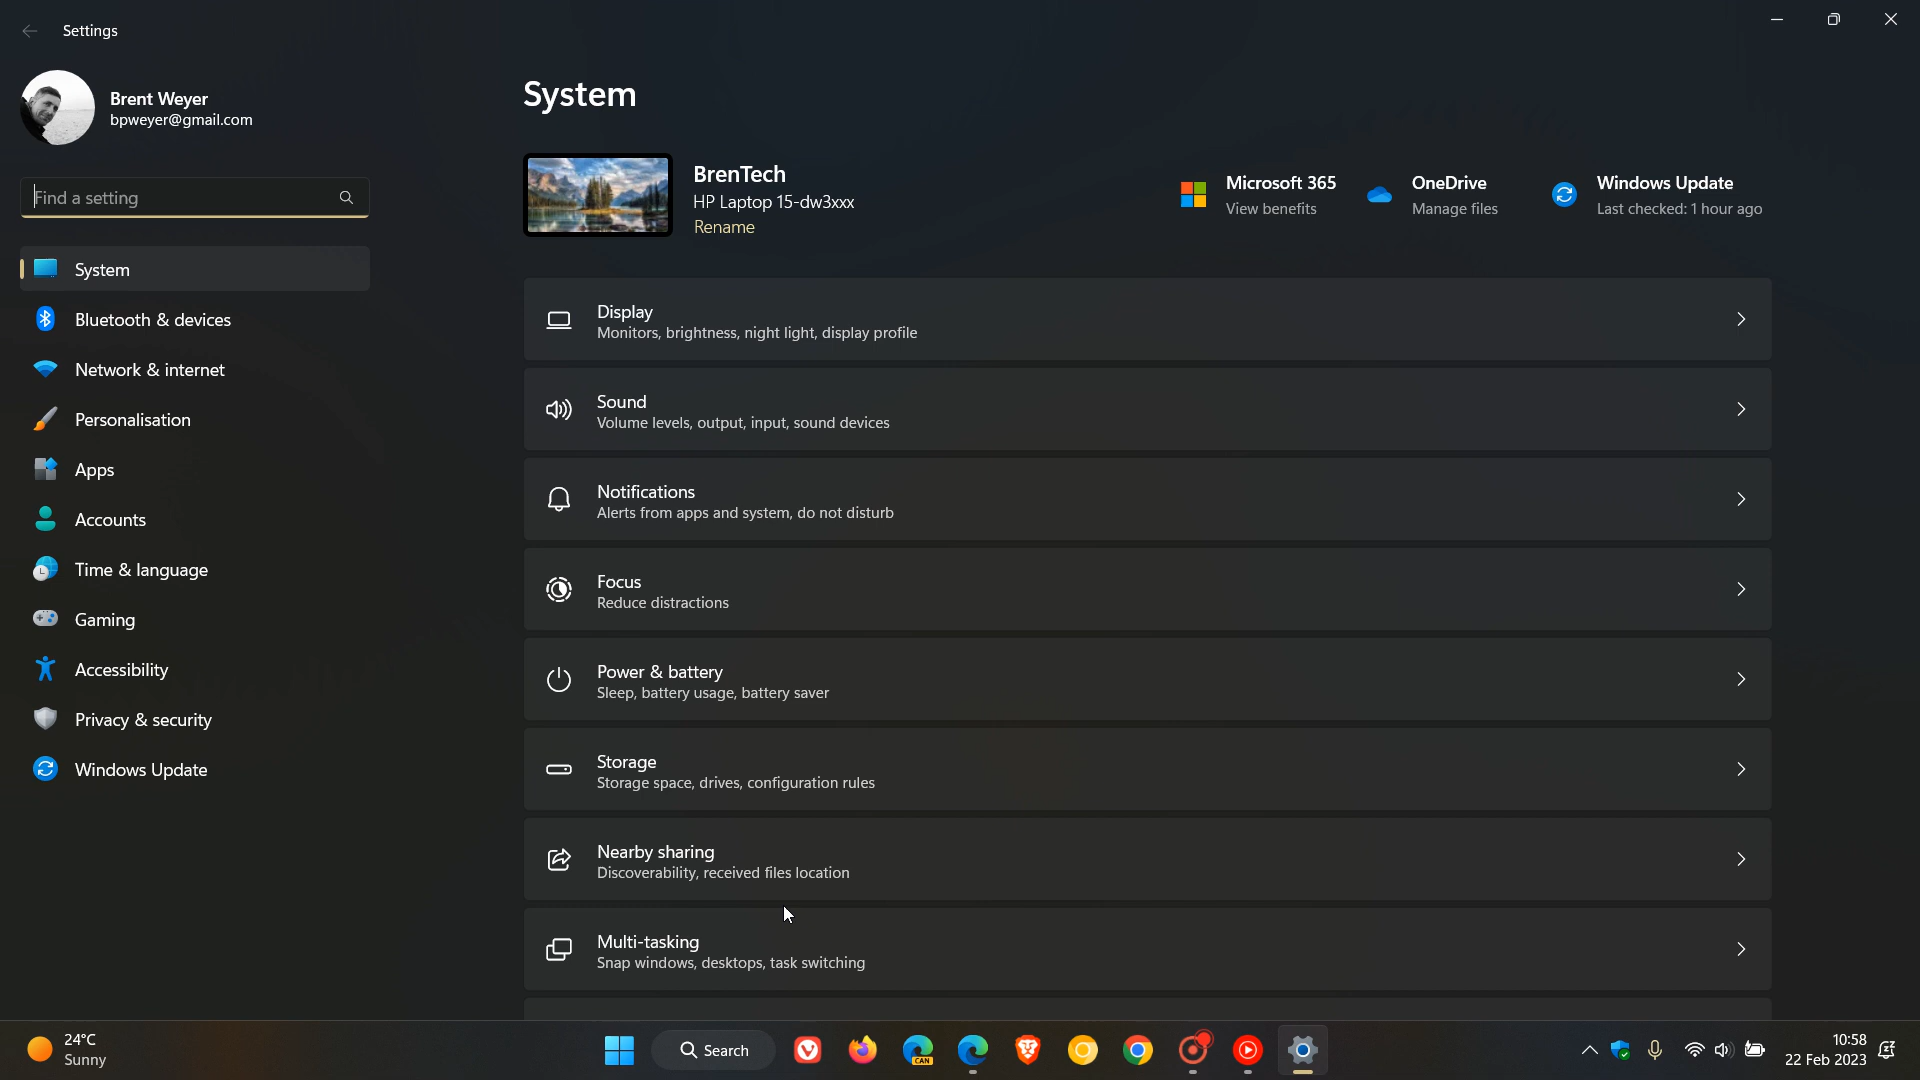 Settings
Brent Weyer
bpweyer@gmail.com
Find a setting
System
Bluetooth & devices
Network & internet
Personalisation
Apps
Accounts
Time & language
Gaming
Accessibility
Privacy & security
Windows Update
System
BrenTech
HP Laptop 15-dw3xxx
Rename
Microsoft 365
View benefits
OneDrive
Manage files
Windows Update
Last checked: 1 hour ago
Display
Monitors, brightness, night light, display profile
Sound
Volume levels, output, input, sound devices
Notifications
Alerts from apps and system, do not disturb
Focus
Reduce distractions
Power & battery
Sleep, battery usage, battery saver
Storage
Storage space, drives, configuration rules
Nearby sharing
Discoverability, received files location
Multi-tasking
Snap windows, desktops, task switching
24°C
Sunny
Search
CAN
10:58
22 Feb 2023